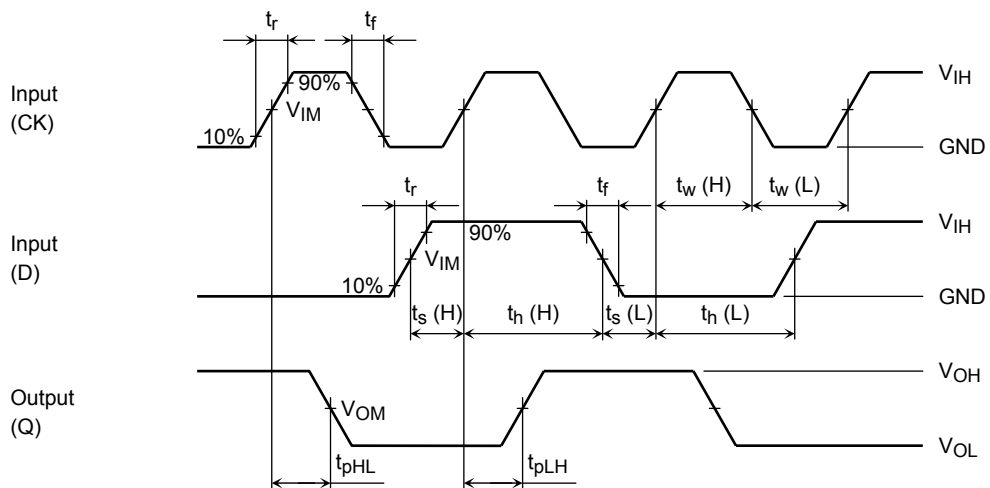 tr
tf
Input
(CK)
90%
VIM
10%
VIH
GND
tw (H)
tw (L)
tr
tf
Input
(D)
90%
VIM
10%
VIH
GND
ts (H)
th (H)
ts (L)
th (L)
Output
(Q)
VOM
VOH
VOL
tpHL
tpLH